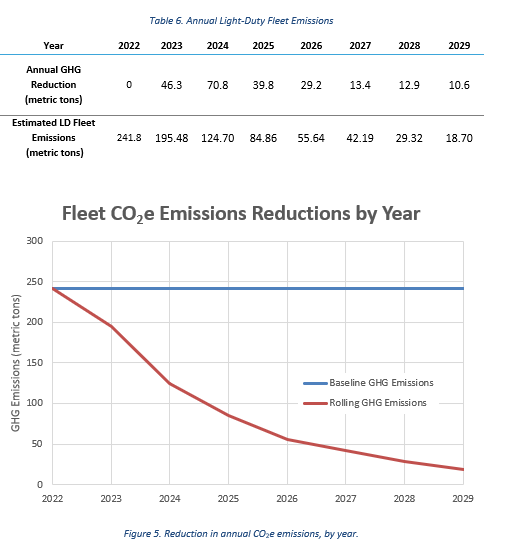 Table 6. Annual Light-Duty Fleet Emissions
Year 2022 2023 2024 2025 2026 2027 2028 2029
Annual GHG
Reduction 0 46.3 70.8 39.8 29.2 13.4 12.9 10.6
(metric tons)
Estimated LD Fleet
Emissions 241.8 195.48 124.70 84.86 55.64 42.19 29.32 18.70
(metric tons)
Fleet CO₂e Emissions Reductions by Year
GHG Emissions (metric tons)
300
250
200
150
100
50
0
Baseline GHG Emissions
Rolling GHG Emissions
2022 2023 2024 2025 2026 2027 2028 2029
Figure 5. Reduction in annual CO₂e emissions, by year.